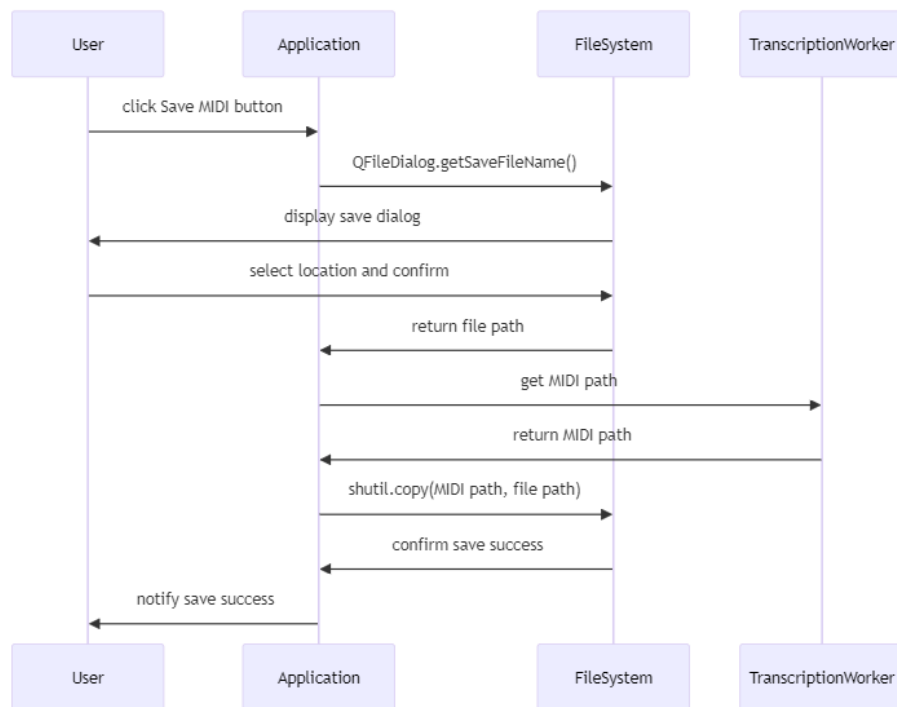 User
Application
FileSystem
TranscriptionWorker
click Save MIDI button
QFileDialog.getSaveFileName()
display save dialog
select location and confirm
return file path
get MIDI path
return MIDI path
shutil.copy(MIDI path, file path)
confirm save success
notify save success
User
Application
FileSystem
TranscriptionWorker